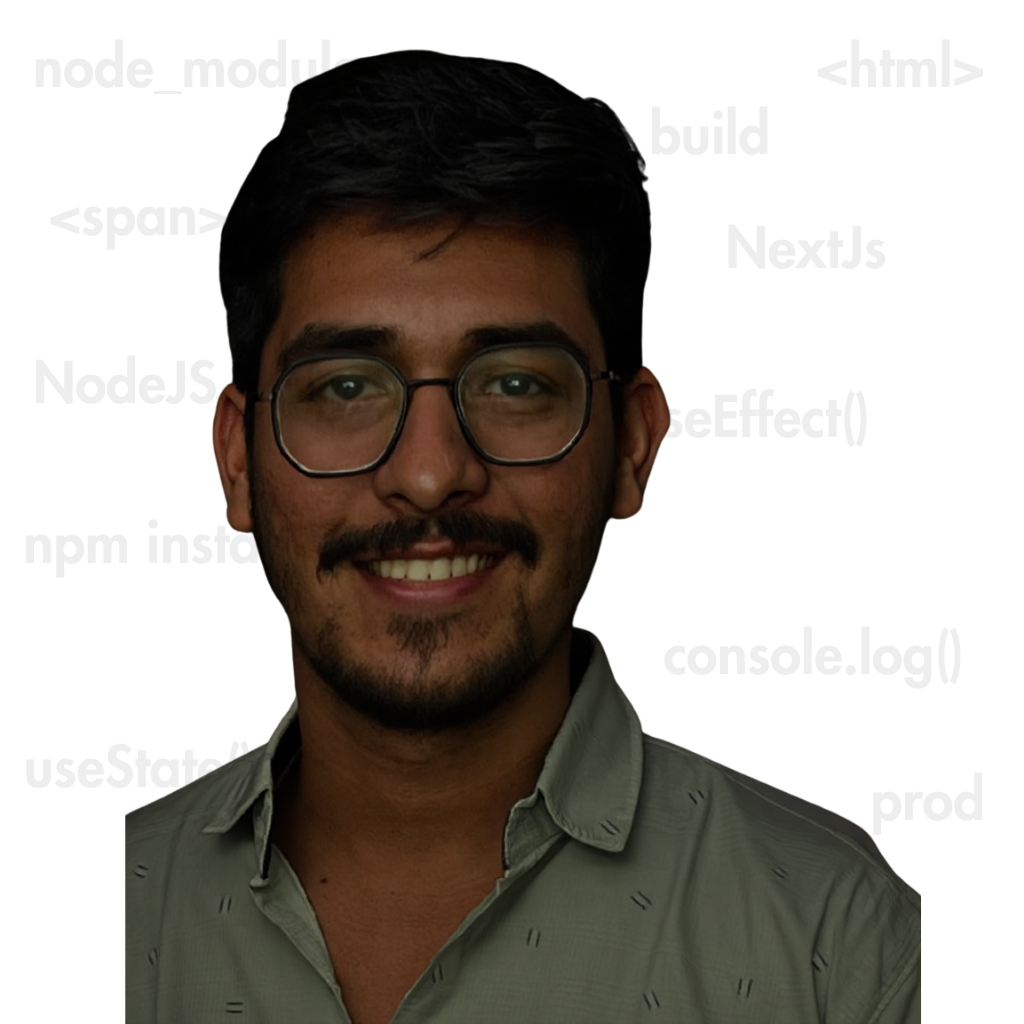 node_modul
<html>
build
<span>
NextJs
NodeJS
seEffect()
npm insta
console.log()
useState()
prod